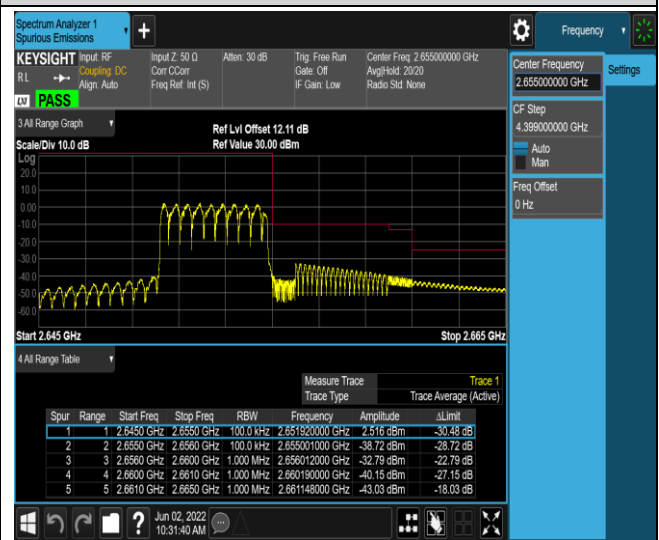 Spectrum Analyzer 1
Spurious Emissions
Frequency
KEYSIGHT Input: RF Input Z: 50 Ω Atten: 30 dB Trig: Free Run Center Freq: 2.655000000 GHz
RL Coupling: DC Corr CCorr Gate: Off Avg|Hold: 20/20
Align: Auto Freq Ref: Int (S) IF Gain: Low Radio Std: None
LXI PASS
3 All Range Graph
Ref Lvl Offset 12.11 dB
Scale/Div 10.0 dB Ref Value 30.00 dBm
Log
20.0
10.0
0.00
-10.0
-20.0
-30.0
-40.0
-50.0
-60.0
Start 2.645 GHz Stop 2.665 GHz
4 All Range Table
Measure Trace Trace 1
Trace Type Trace Average (Active)
Spur Range Start Freq Stop Freq RBW Frequency Amplitude ΔLimit
1 1 2.6450 GHz 2.6550 GHz 100.0 kHz 2.651920000 GHz 2.516 dBm -30.48 dB
2 2 2.6550 GHz 2.6560 GHz 100.0 kHz 2.655001000 GHz -38.72 dBm -28.72 dB
3 3 2.6560 GHz 2.6600 GHz 1.000 MHz 2.656012000 GHz -32.79 dBm -22.79 dB
4 4 2.6600 GHz 2.6610 GHz 1.000 MHz 2.660190000 GHz -40.15 dBm -27.15 dB
5 5 2.6610 GHz 2.6650 GHz 1.000 MHz 2.661148000 GHz -43.03 dBm -18.03 dB
Center Frequency
2.655000000 GHz
Settings
CF Step
4.399000000 GHz
Auto
Man
Freq Offset
0 Hz
Jun 02, 2022
10:31:40 AM